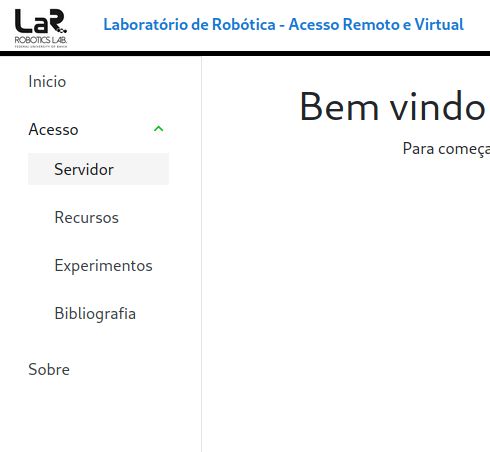 LaR.
ROBOTICS LAB.
FEDERAL UNIVERSITY OF BAHIA
Laboratório de Robótica - Acesso Remoto e Virtual
Inicio
Acesso
Servidor
Recursos
Experimentos
Bibliografia
Sobre
Bem vindo
Para começa